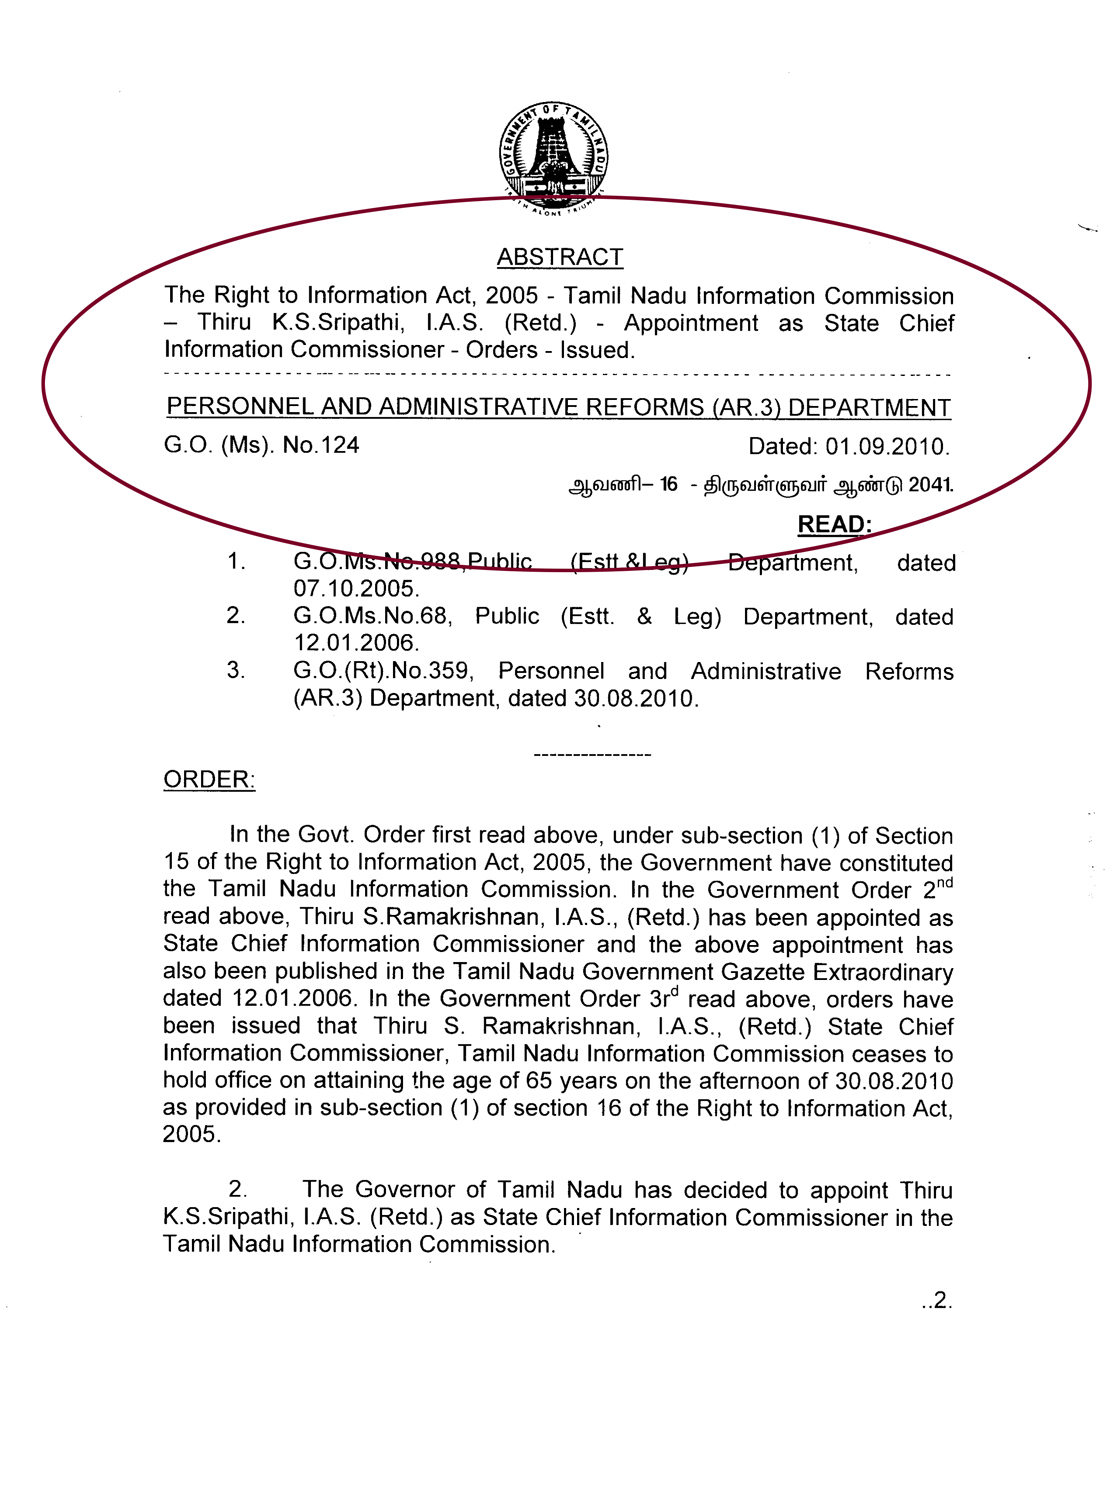 GOVERNMENT OF TAMILNADU
TRUTH ALONE TRIUMPHS
ABSTRACT
The Right to Information Act, 2005 - Tamil Nadu Information Commission
– Thiru K.S.Sripathi, I.A.S. (Retd.) - Appointment as State Chief
Information Commissioner - Orders - Issued.
PERSONNEL AND ADMINISTRATIVE REFORMS (AR.3) DEPARTMENT
G.O. (Ms). No.124 Dated: 01.09.2010.
ஆவணி– 16 - திருவள்ளுவர் ஆண்டு 2041.
READ:
1. G.O.Ms.No.988,Public (Estt.&Leg) Department, dated
07.10.2005.
2. G.O.Ms.No.68, Public (Estt. & Leg) Department, dated
12.01.2006.
3. G.O.(Rt).No.359, Personnel and Administrative Reforms
(AR.3) Department, dated 30.08.2010.
---------------
ORDER:
In the Govt. Order first read above, under sub-section (1) of Section
15 of the Right to Information Act, 2005, the Government have constituted
the Tamil Nadu Information Commission. In the Government Order 2nd
read above, Thiru S.Ramakrishnan, I.A.S., (Retd.) has been appointed as
State Chief Information Commissioner and the above appointment has
also been published in the Tamil Nadu Government Gazette Extraordinary
dated 12.01.2006. In the Government Order 3rd read above, orders have
been issued that Thiru S. Ramakrishnan, I.A.S., (Retd.) State Chief
Information Commissioner, Tamil Nadu Information Commission ceases to
hold office on attaining the age of 65 years on the afternoon of 30.08.2010
as provided in sub-section (1) of section 16 of the Right to Information Act,
2005.
2. The Governor of Tamil Nadu has decided to appoint Thiru
K.S.Sripathi, I.A.S. (Retd.) as State Chief Information Commissioner in the
Tamil Nadu Information Commission.
..2.